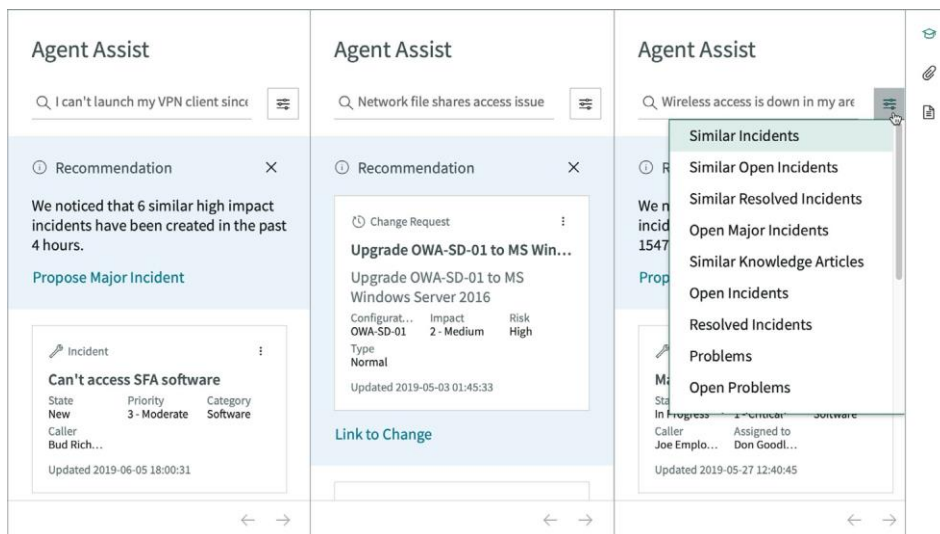 Agent Assist
I can't launch my VPN client since
Recommendation
We noticed that 6 similar high impact
incidents have been created in the past
4 hours.
Propose Major Incident
Incident
Can't access SFA software
State Priority Category
New 3 - Moderate Software
Caller
Bud Rich...
Updated 2019-06-05 18:00:31
Agent Assist
Network file shares access issue
Recommendation
Change Request
Upgrade OWA-SD-01 to MS Win...
Upgrade OWA-SD-01 to MS
Windows Server 2016
Configurat... Impact Risk
OWA-SD-01 2 - Medium High
Type
Normal
Updated 2019-05-03 01:45:33
Link to Change
Agent Assist
Wireless access is down in my are
Similar Incidents
Similar Open Incidents
Similar Resolved Incidents
Open Major Incidents
Similar Knowledge Articles
Open Incidents
Resolved Incidents
Problems
Open Problems
R
We n
incid
1547
Prop
Ma
Sta
In Progress 1 - Critical Software
Caller Assigned to
Joe Emplo... Don Goodl...
Updated 2019-05-27 12:40:45